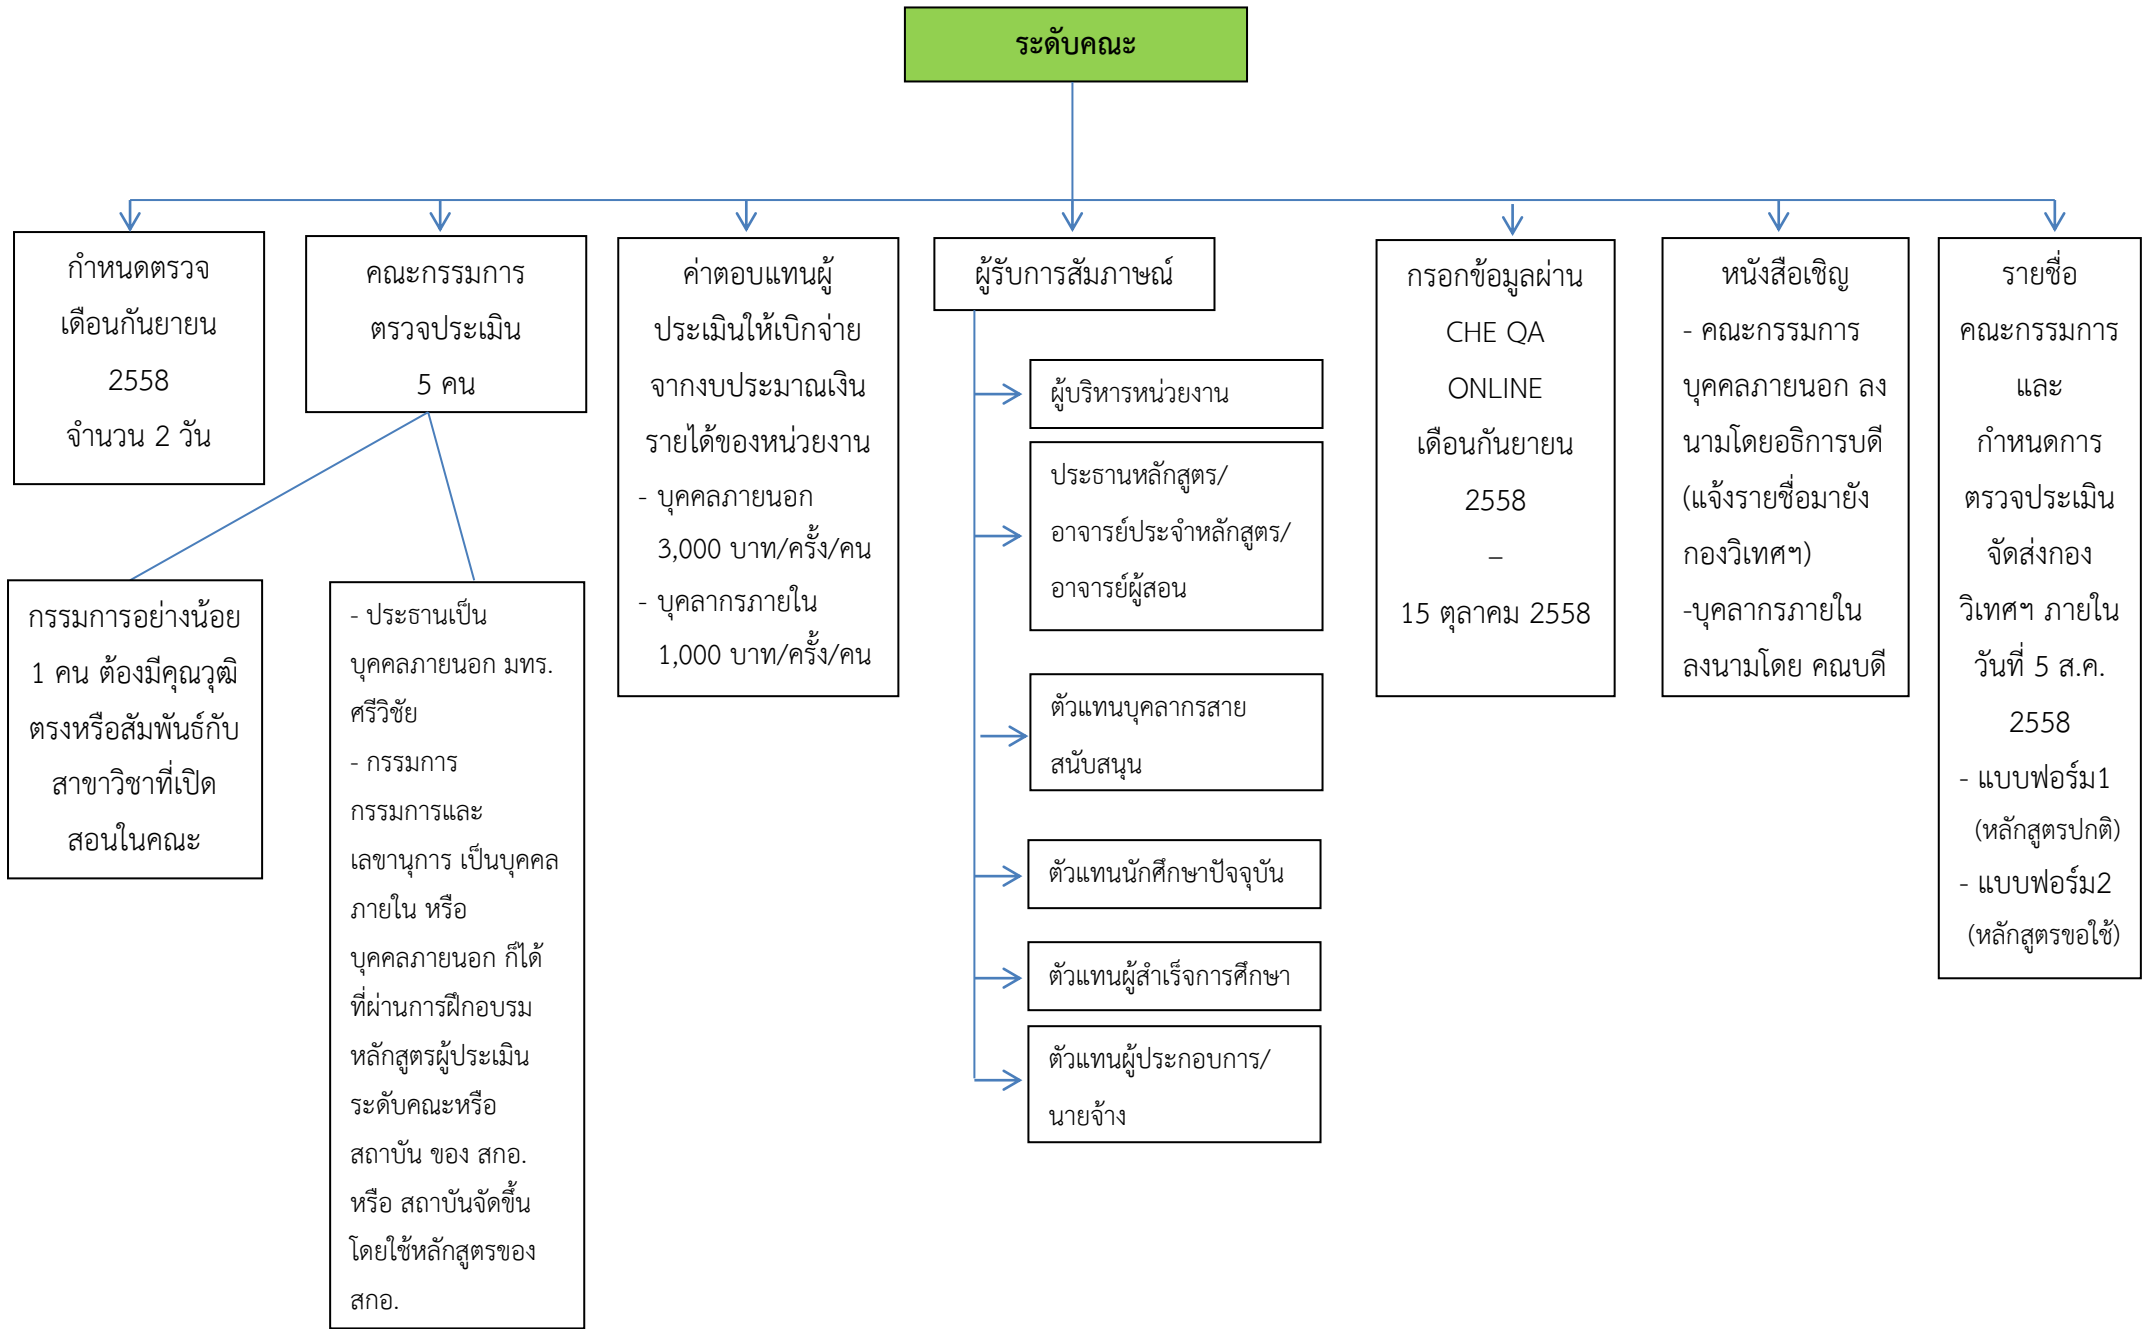 ระดับคณะ
กำหนดตรวจ
เดือนกันยายน
2558
จำนวน 2 วัน
คณะกรรมการ
ตรวจประเมิน
5 คน
กรรมการอย่างน้อย
1 คน ต้องมีคุณวุฒิ
ตรงหรือสัมพันธ์กับ
สาขาวิชาที่เปิด
สอนในคณะ
- ประธานเป็น
บุคคลภายนอก มทร.
ศรีวิชัย
- กรรมการ
กรรมการและ
เลขานุการ เป็นบุคคล
ภายใน หรือ
บุคคลภายนอก ก็ได้
ที่ผ่านการฝึกอบรม
หลักสูตรผู้ประเมิน
ระดับคณะหรือ
สถาบัน ของ สกอ.
หรือ สถาบันจัดขึ้น
โดยใช้หลักสูตรของ
สกอ.
ค่าตอบแทนผู้
ประเมินให้เบิกจ่าย
จากงบประมาณเงิน
รายได้ของหน่วยงาน
- บุคคลภายนอก
3,000 บาท/ครั้ง/คน
- บุคลากรภายใน
1,000 บาท/ครั้ง/คน
ผู้รับการสัมภาษณ์
ผู้บริหารหน่วยงาน
ประธานหลักสูตร/
อาจารย์ประจำหลักสูตร/
อาจารย์ผู้สอน
ตัวแทนบุคลากรสาย
สนับสนุน
ตัวแทนนักศึกษาปัจจุบัน
ตัวแทนผู้สำเร็จการศึกษา
ตัวแทนผู้ประกอบการ/
นายจ้าง
กรอกข้อมูลผ่าน
CHE QA
ONLINE
เดือนกันยายน
2558
–
15 ตุลาคม 2558
หนังสือเชิญ
- คณะกรรมการ
บุคคลภายนอก ลง
นามโดยอธิการบดี
(แจ้งรายชื่อมายัง
กองวิเทศฯ)
-บุคลากรภายใน
ลงนามโดย คณบดี
รายชื่อ
คณะกรรมการ
และ
กำหนดการ
ตรวจประเมิน
จัดส่งกอง
วิเทศฯ ภายใน
วันที่ 5 ส.ค.
2558
- แบบฟอร์ม1
(หลักสูตรปกติ)
- แบบฟอร์ม2
(หลักสูตรขอใช้)